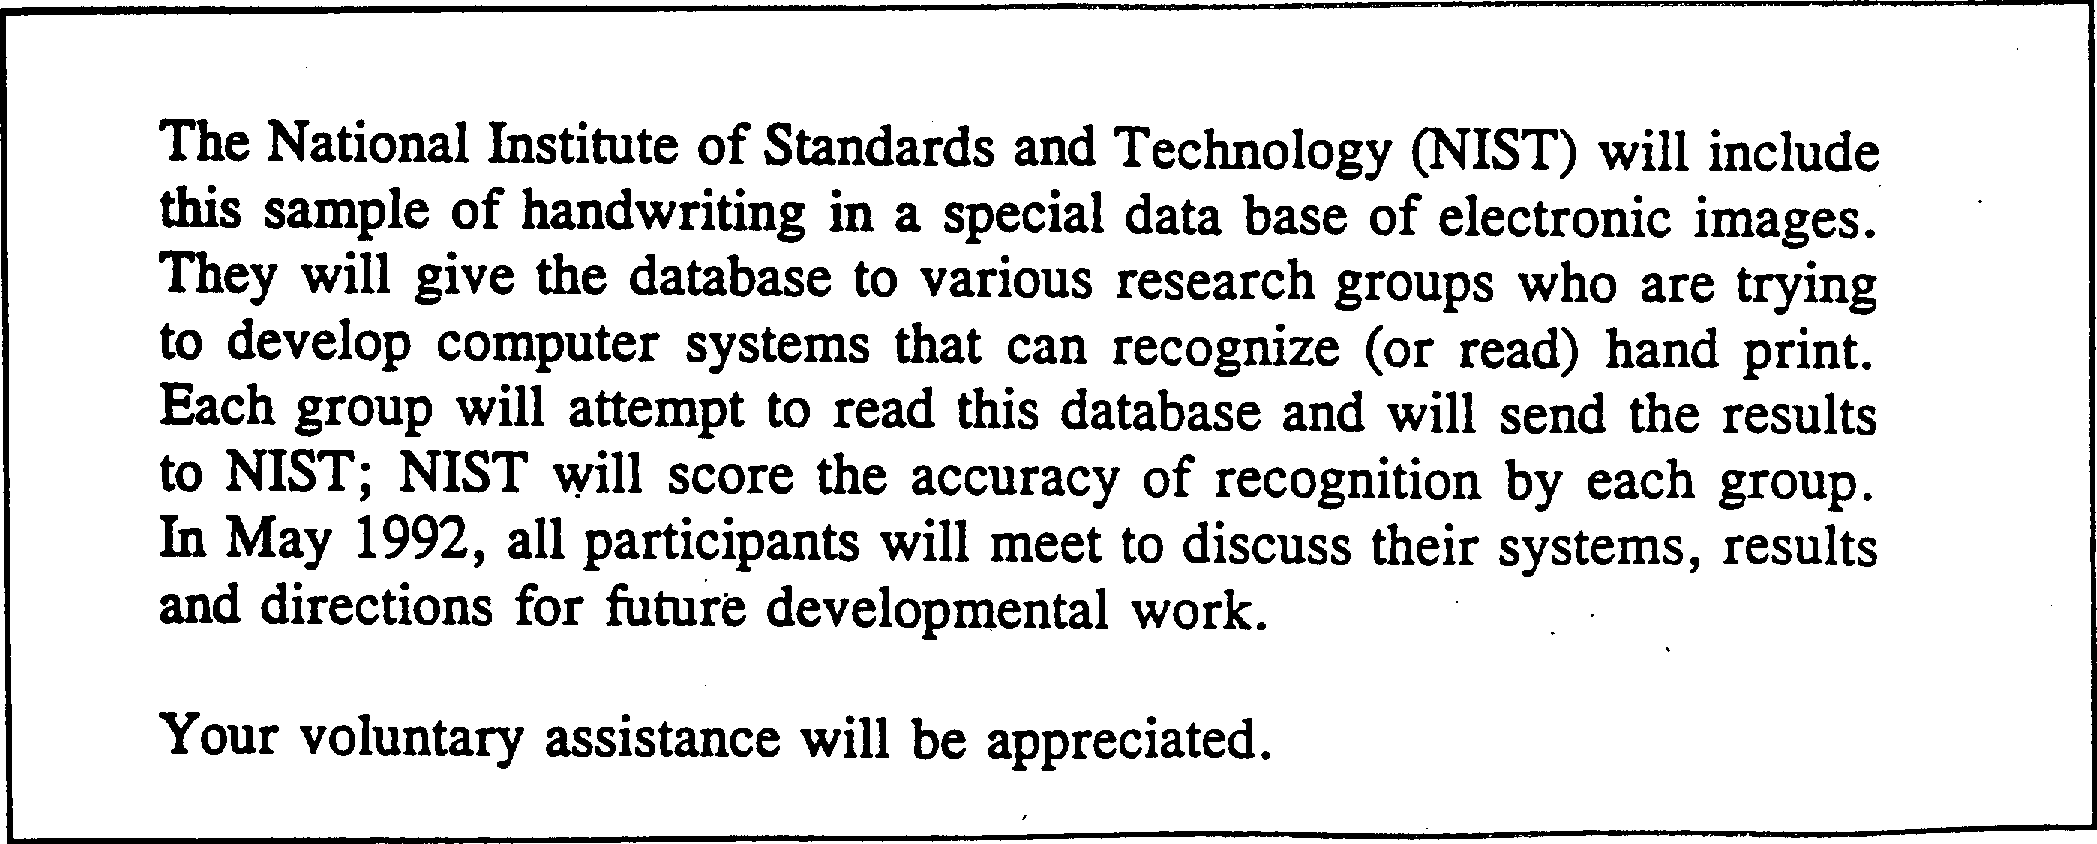 The National Institute of Standards and Technology (NIST) will include
this sample of handwriting in a special data base of electronic images.
They will give the database to various research groups who are trying
to develop computer systems that can recognize (or read) hand print.
Each group will attempt to read this database and will send the results
to NIST; NIST will score the accuracy of recognition by each group.
In May 1992, all participants will meet to discuss their systems, results
and directions for future developmental work.
Your voluntary assistance will be appreciated.